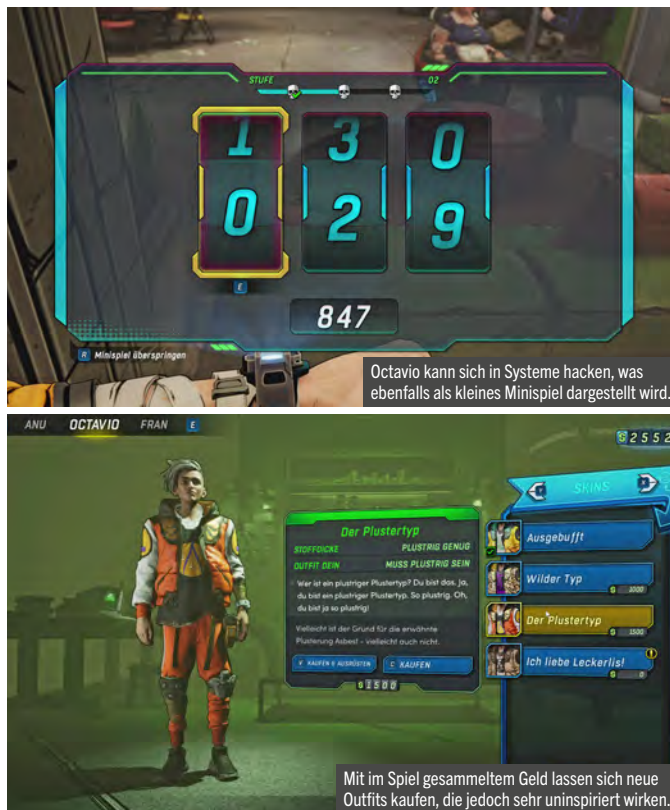 STUFE 02
1 3 0
0 2 9
E
847
R Minispiel überspringen
Octavio kann sich in Systeme hacken, was
ebenfalls als kleines Minispiel dargestellt wird.
ANU OCTAVIO FRAN E
$2552
SKINS
Der Plustertyp
STOFFDICKE PLUSTRIG GENUG
OUTFIT DEIN MUSS PLUSTRIG SEIN
Wer ist ein plustriger Plustertyp? Du bist das. Ja,
du bist ein plustriger Plustertyp. So plustrig. Oh,
du bist ja so plustrig!
Vielleicht ist der Grund für die erwähnte
Plusterung Asbest - vielleicht auch nicht.
KAUFEN & AUSRÜSTEN
C KAUFEN
$1500
Ausgebufft
Wilder Typ
$ 1000
Der Plustertyp
$ 1500
Ich liebe Leckerlis!
$ 0
Mit im Spiel gesammeltem Geld lassen sich neue
Outfits kaufen, die jedoch sehr uninspiriert wirken.